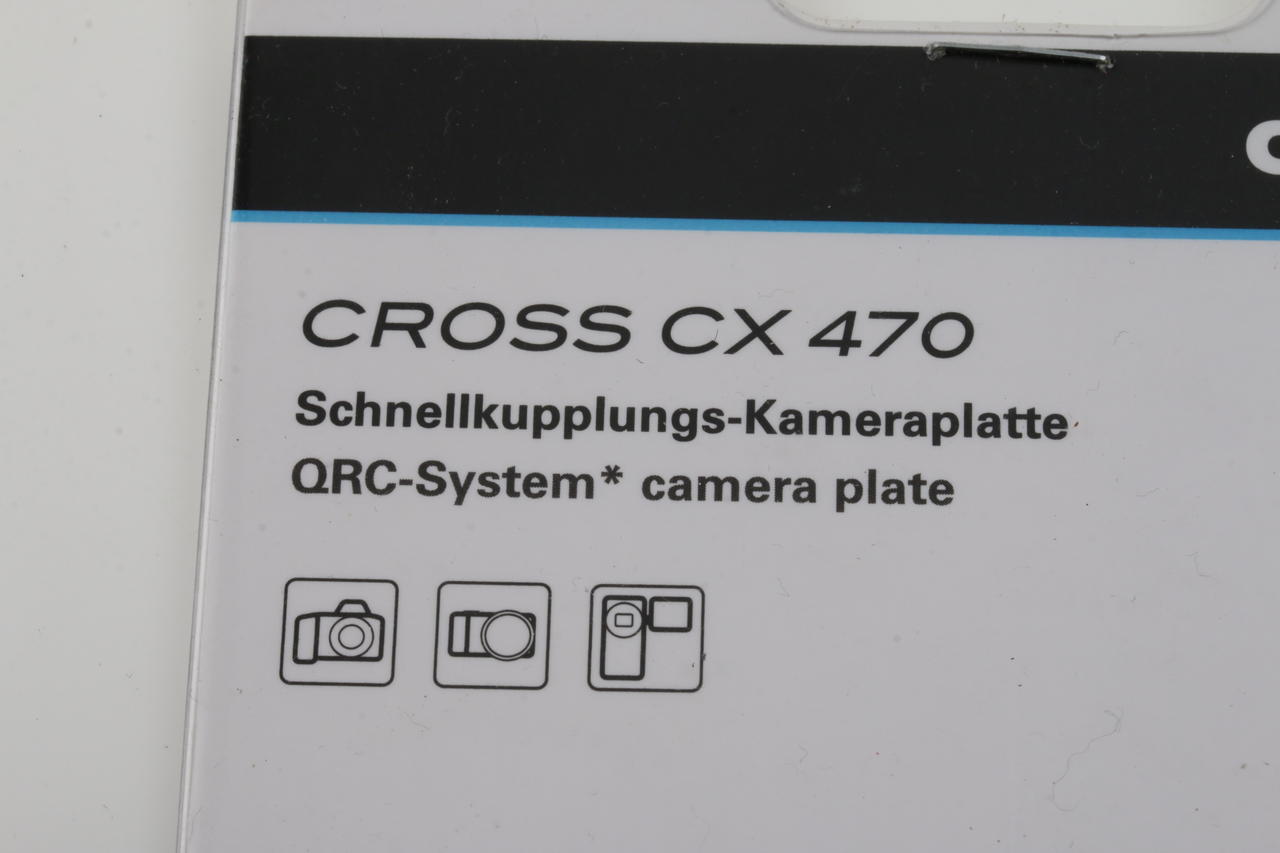 CROSS CX 470
Schnellkupplungs-Kameraplatte
QRC-System* camera plate